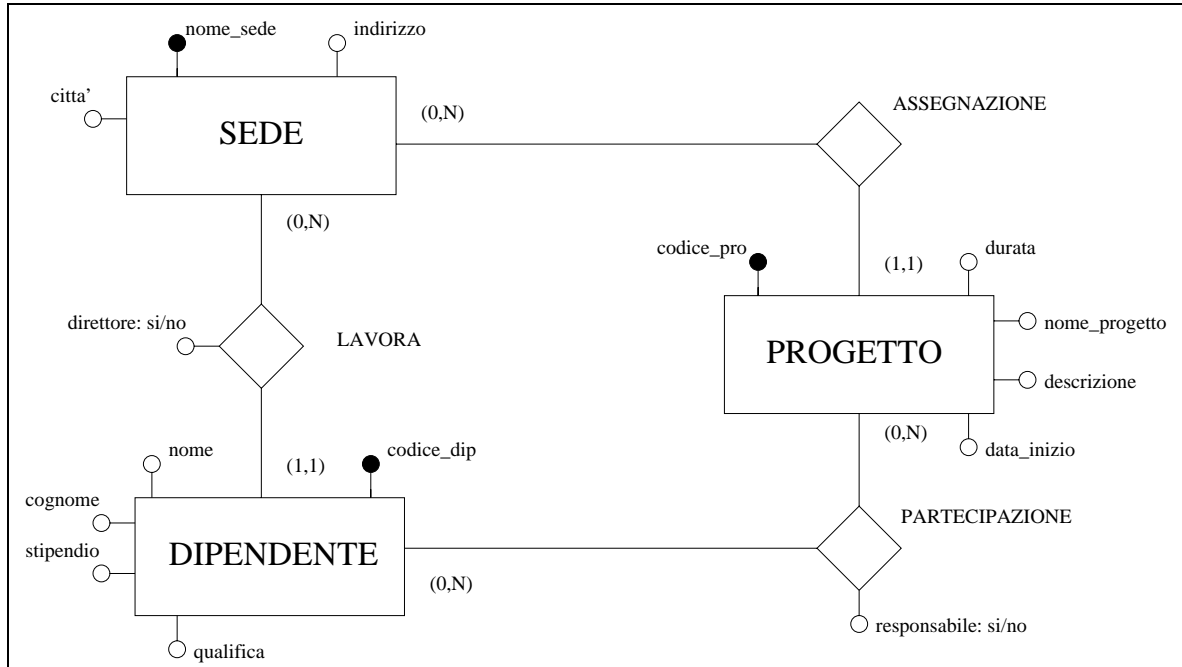 nome_sede
indirizzo
citta'
SEDE
(0,N)
ASSEGNAZIONE
(0,N)
codice_pro
(1,1)
durata
direttore: si/no
LAVORA
nome_progetto
PROGETTO
descrizione
(0,N)
data_inizio
nome
(1,1)
codice_dip
cognome
stipendio
DIPENDENTE
(0,N)
PARTECIPAZIONE
qualifica
responsabile: si/no